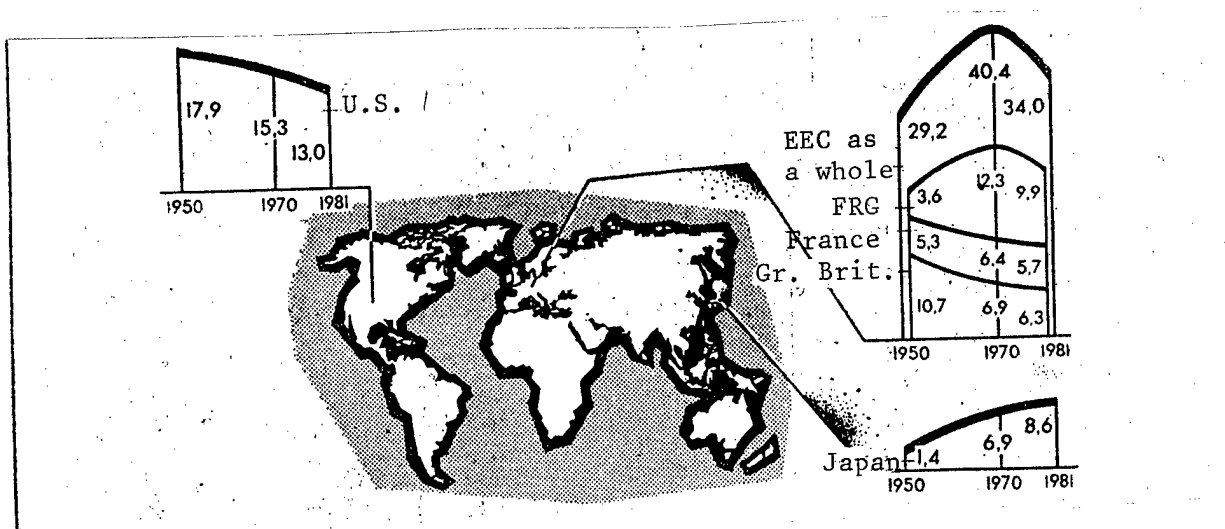 17,9
15,3
13,0
U.S.
1950 1970 1981
40,4
34,0
29,2
EEC as
a whole
12,3
9,9
3,6
FRG
France
5,3
6,4
5,7
Gr. Brit.
10,7
6,9
6,3
1950 1970 1981
8,6
6,9
Japan
1,4
1950 1970 1981